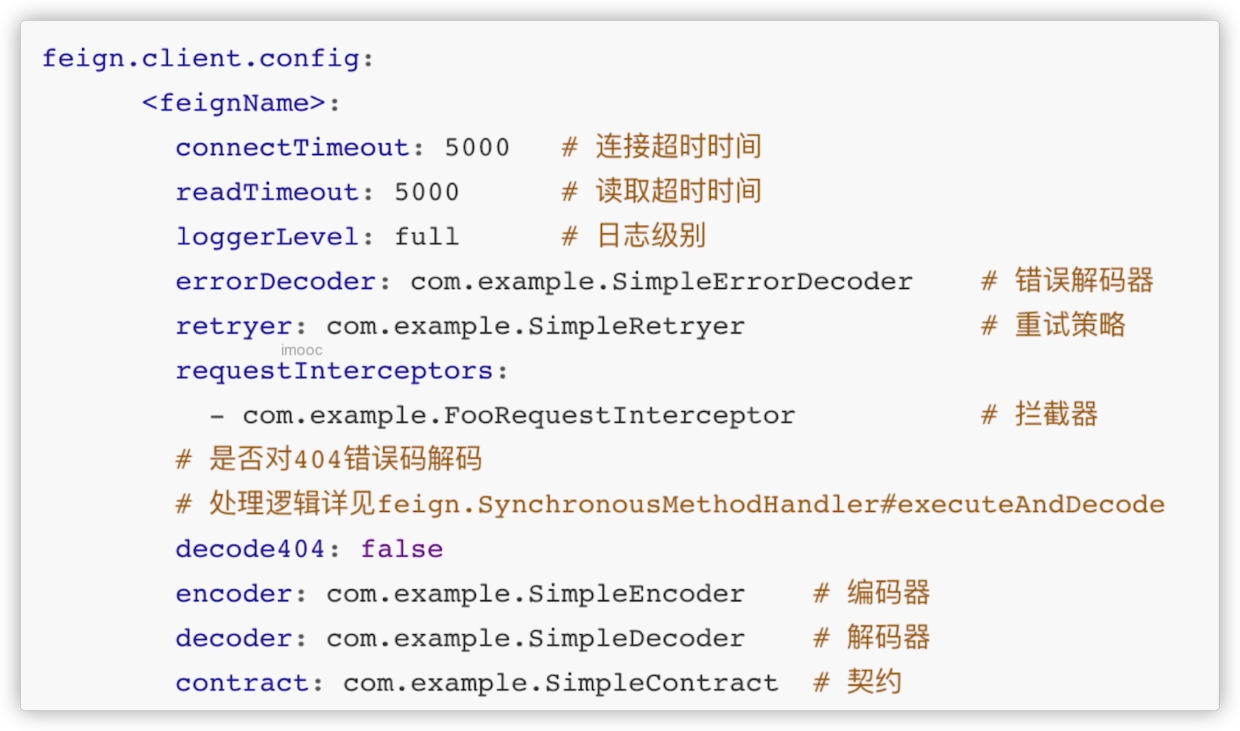 feign.client.config:
<feignName>:
connectTimeout: 5000 # 连接超时时间
readTimeout: 5000 # 读取超时时间
loggerLevel: full # 日志级别
errorDecoder: com.example.SimpleErrorDecoder # 错误解码器
retryer: com.example.SimpleRetryer # 重试策略
imooc
requestInterceptors:
- com.example.FooRequestInterceptor # 拦截器
# 是否对404错误码解码
# 处理逻辑详见feign.SynchronousMethodHandler#executeAndDecode
decode404: false
encoder: com.example.SimpleEncoder # 编码器
decoder: com.example.SimpleDecoder # 解码器
contract: com.example.SimpleContract # 契约